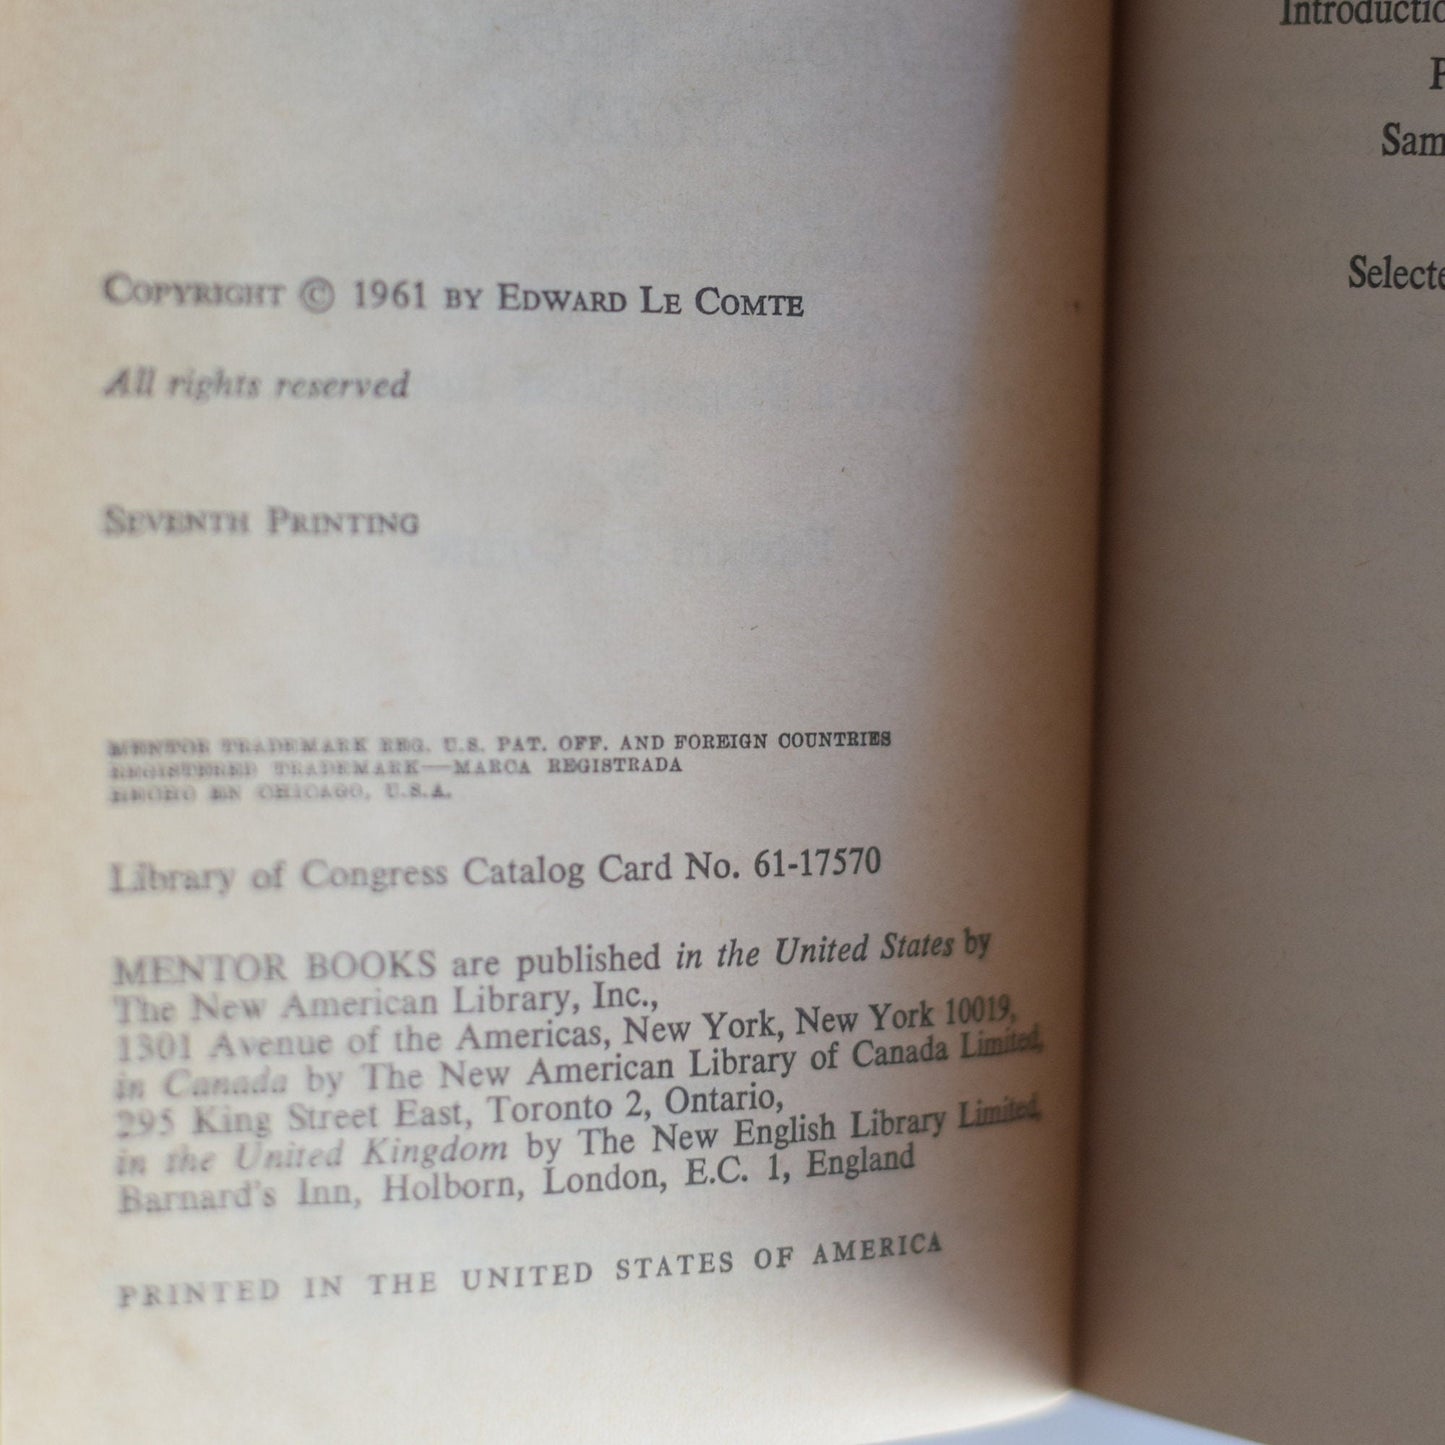 COPYRIGHT © 1961 BY EDWARD LE COMTE
All rights reserved
SEVENTH PRINTING
MENTOR TRADEMARK REG. U.S. PAT. OFF. AND FOREIGN COUNTRIES
REGISTERED TRADEMARK—MARCA REGISTRADA
HECHO EN CHICAGO, U.S.A.
Library of Congress Catalog Card No. 61-17570
MENTOR BOOKS are published in the United States by
The New American Library, Inc.,
1301 Avenue of the Americas, New York, New York 10019,
in Canada by The New American Library of Canada Limited,
295 King Street East, Toronto 2, Ontario,
in the United Kingdom by The New English Library Limited,
Barnard's Inn, Holborn, London, E.C. 1, England
PRINTED IN THE UNITED STATES OF AMERICA